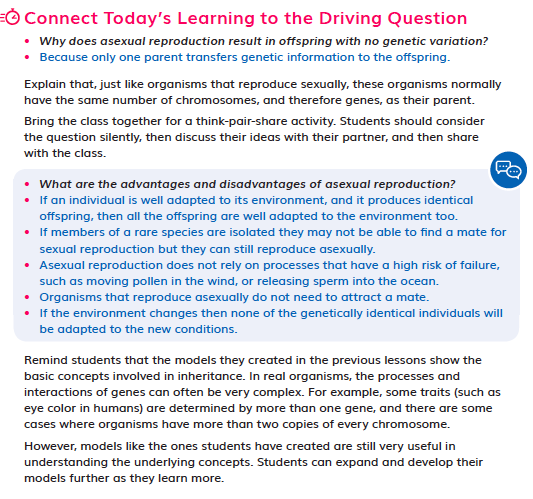 Connect Today's Learning to the Driving Question
• Why does asexual reproduction result in offspring with no genetic variation?
• Because only one parent transfers genetic information to the offspring.
Explain that, just like organisms that reproduce sexually, these organisms normally
have the same number of chromosomes, and therefore genes, as their parent.
Bring the class together for a think-pair-share activity. Students should consider
the question silently, then discuss their ideas with their partner, and then share
with the class.
• What are the advantages and disadvantages of asexual reproduction?
• If an individual is well adapted to its environment, and it produces identical
offspring, then all the offspring are well adapted to the environment too.
• If members of a rare species are isolated they may not be able to find a mate for
sexual reproduction but they can still reproduce asexually.
• Asexual reproduction does not rely on processes that have a high risk of failure,
such as moving pollen in the wind, or releasing sperm into the ocean.
• Organisms that reproduce asexually do not need to attract a mate.
• If the environment changes then none of the genetically identical individuals will
be adapted to the new conditions.
Remind students that the models they created in the previous lessons show the
basic concepts involved in inheritance. In real organisms, the processes and
interactions of genes can often be very complex. For example, some traits (such as
eye color in humans) are determined by more than one gene, and there are some
cases where organisms have more than two copies of every chromosome.
However, models like the ones students have created are still very useful in
understanding the underlying concepts. Students can expand and develop their
models further as they learn more.